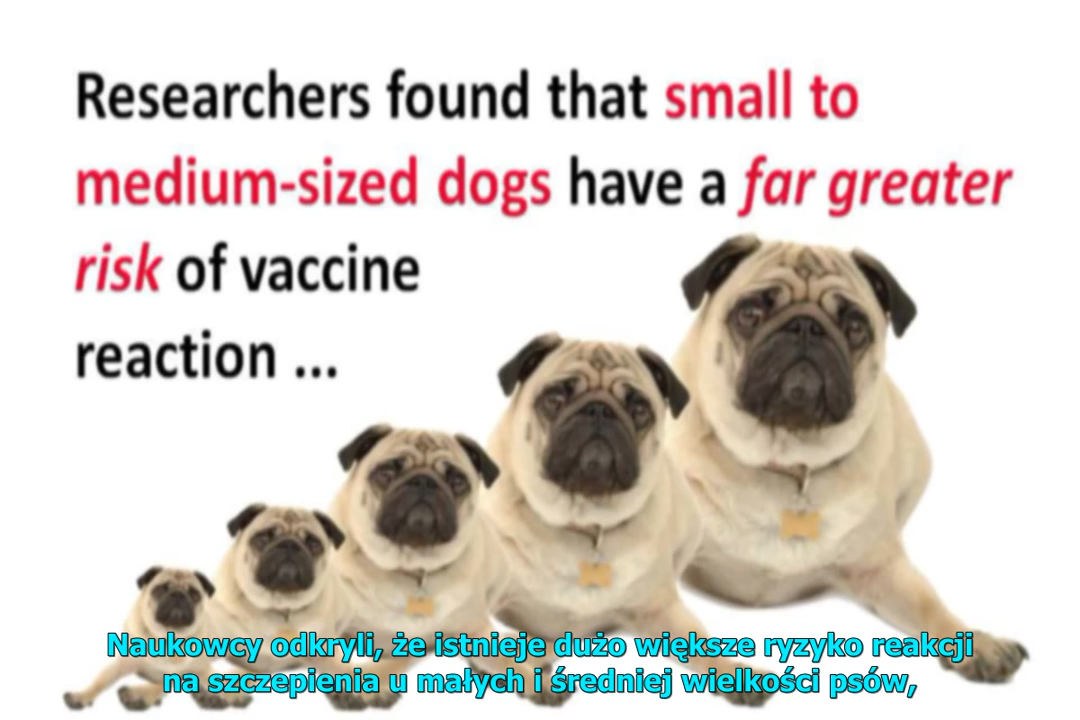 Researchers found that small to
medium-sized dogs have a far greater
risk of vaccine
reaction ...
Naukowcy odkryli, że istnieje dużo większe ryzyko reakcji
na szczepienia u małych i średniej wielkości psów,